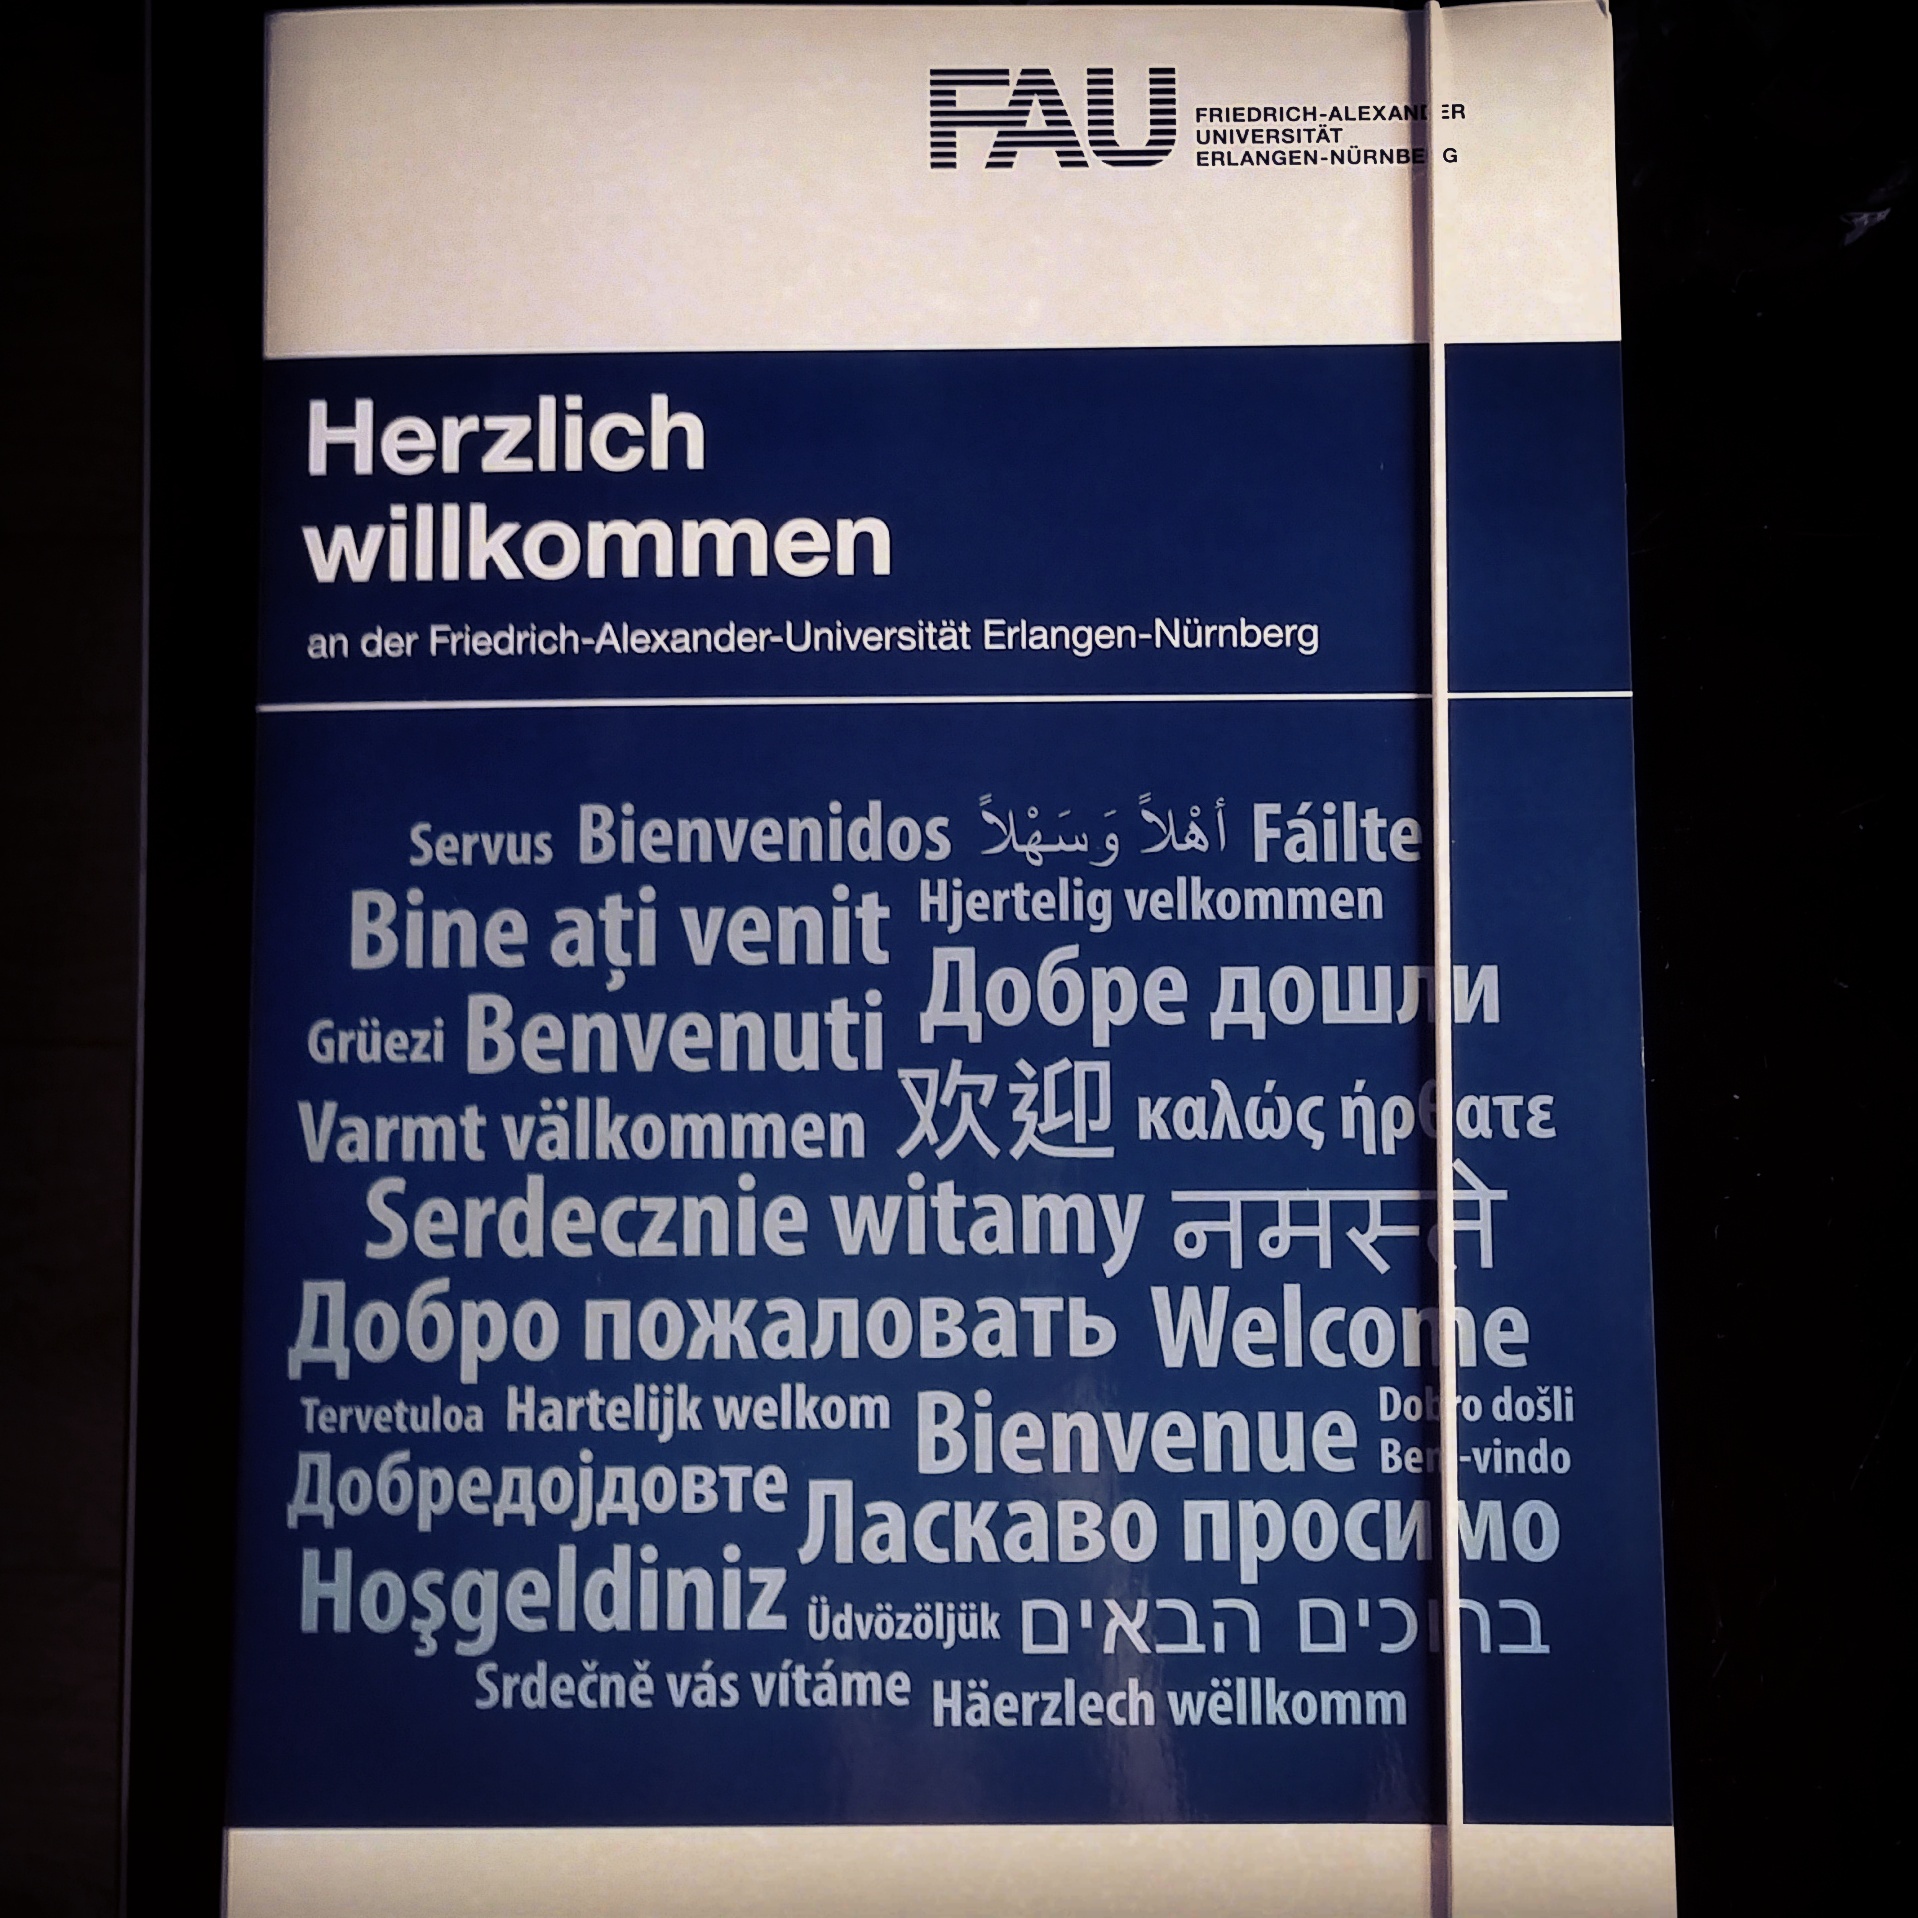 FAU
FRIEDRICH-ALEXANDER
UNIVERSITÄT
ERLANGEN-NÜRNBERG
Herzlich
willkommen
an der Friedrich-Alexander-Universität Erlangen-Nürnberg
Servus Bienvenidos أَهْلاً وَسَهْلاً Fáilte
Bine ați venit Hjertelig velkommen
Добре дошли
Grüezi Benvenuti
Varmt välkommen 欢迎 καλώς ήρθατε
Serdecznie witamy नमस्ते
Добро пожаловать Welcome
Tervetuloa Hartelijk welkom Bienvenue Dobro došli
Bem-vindo
Добредојдовте Ласкаво просимо
Hoşgeldiniz Üdvözöljük ברוכים הבאים
Srdečně vás vítáme Häerzlech wëllkomm